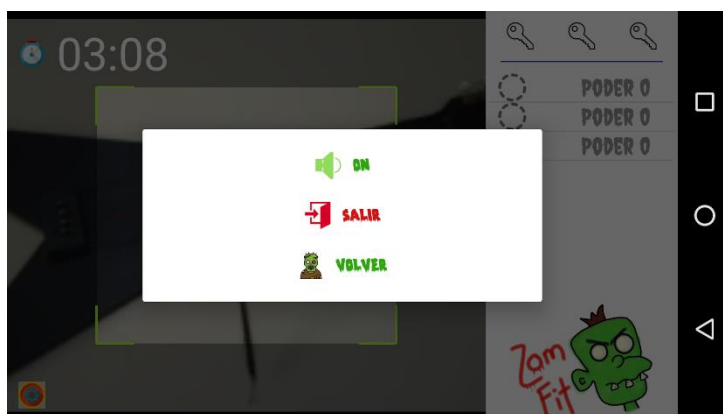 03:08
PODER 0
PODER 0
PODER 0
ON
SALIR
VOLVER
Zom
Fit